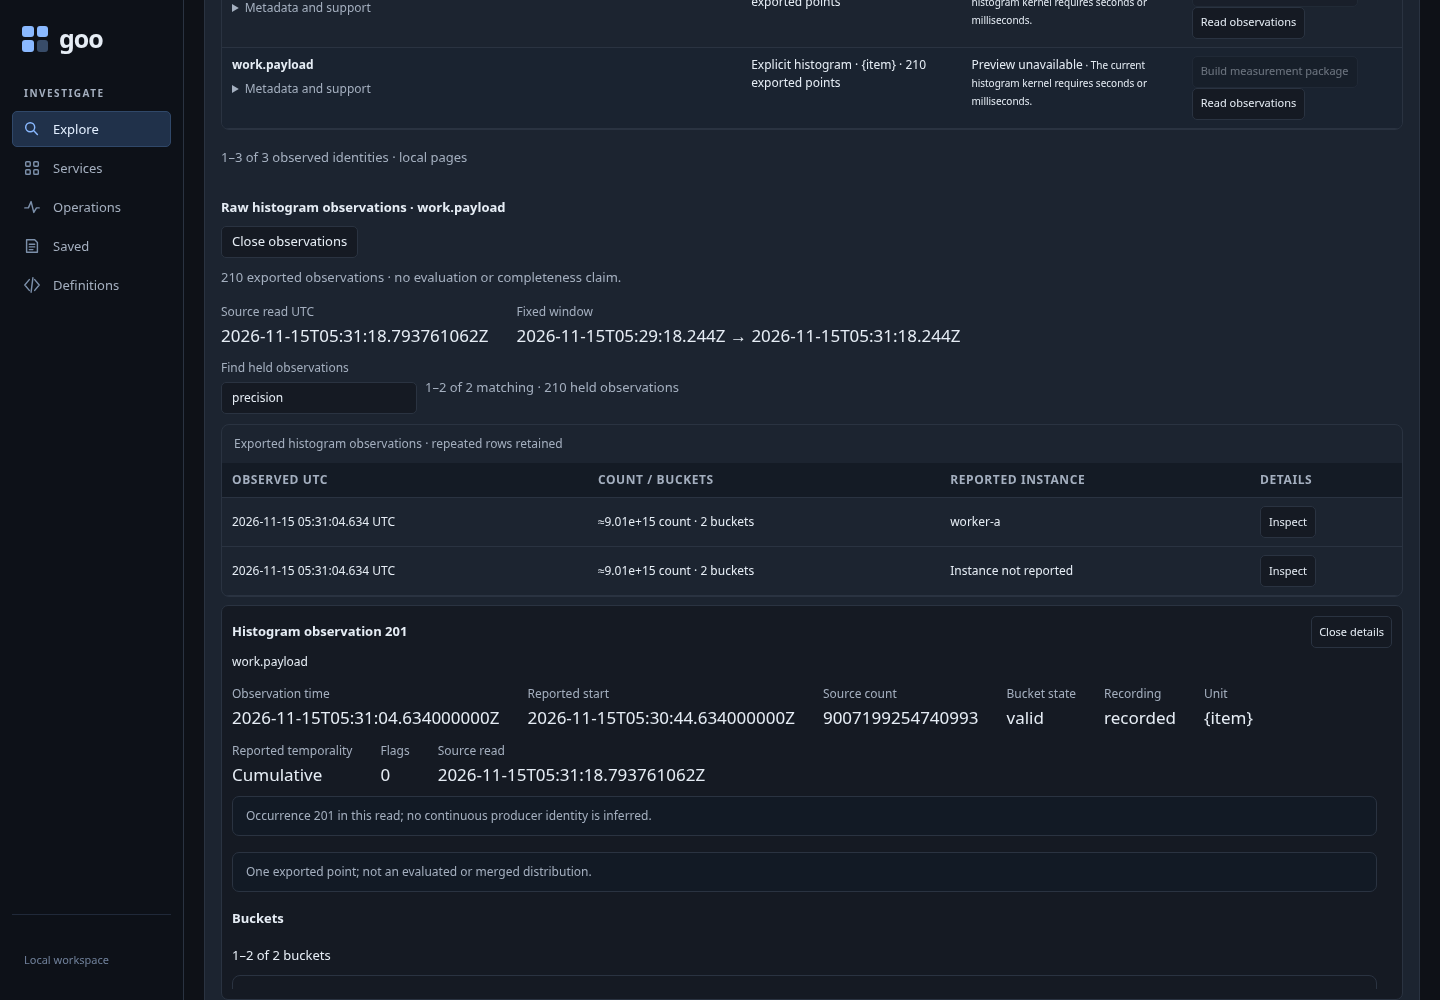 goo
INVESTIGATE
Explore
Services
Operations
Saved
Definitions
Local workspace
Metadata and support
exported points
histogram kernel requires seconds or
milliseconds.
Read observations
work.payload
Metadata and support
Explicit histogram · {item} · 210
exported points
Preview unavailable · The current
histogram kernel requires seconds or
milliseconds.
Build measurement package
Read observations
1–3 of 3 observed identities · local pages
Raw histogram observations · work.payload
Close observations
210 exported observations · no evaluation or completeness claim.
Source read UTC
2026-11-15T05:31:18.793761062Z
Fixed window
2026-11-15T05:29:18.244Z → 2026-11-15T05:31:18.244Z
Find held observations
precision
1–2 of 2 matching · 210 held observations
Exported histogram observations · repeated rows retained
OBSERVED UTC COUNT / BUCKETS REPORTED INSTANCE DETAILS
2026-11-15 05:31:04.634 UTC ≈9.01e+15 count · 2 buckets worker-a Inspect
2026-11-15 05:31:04.634 UTC ≈9.01e+15 count · 2 buckets Instance not reported Inspect
Histogram observation 201
Close details
work.payload
Observation time
2026-11-15T05:31:04.634000000Z
Reported start
2026-11-15T05:30:44.634000000Z
Source count
9007199254740993
Bucket state
valid
Recording
recorded
Unit
{item}
Reported temporality
Cumulative
Flags
0
Source read
2026-11-15T05:31:18.793761062Z
Occurrence 201 in this read; no continuous producer identity is inferred.
One exported point; not an evaluated or merged distribution.
Buckets
1–2 of 2 buckets